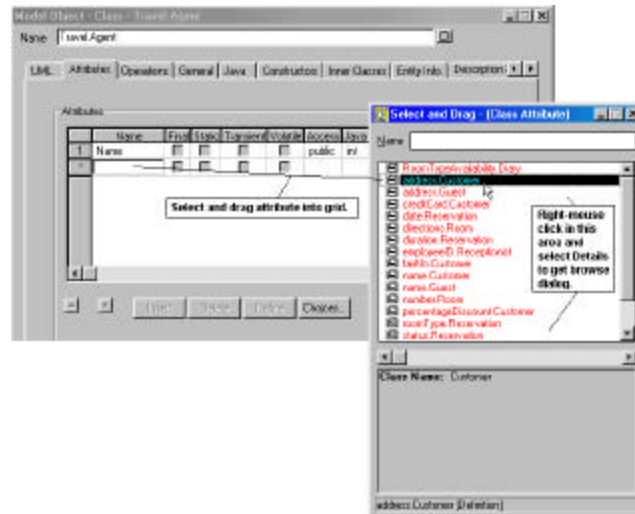 Model Object - Class - Travel Agent
Name Travel Agent
UML Attributes Operations General Java Constructors Inner Classes Entity Info. Description
Attributes
Name Final Static Transient Volatile Access Java
1 Name public int
*
Select and drag attribute into grid.
Choices...
Select and Drag - (Class Attribute)
Name
RoomTypeAvailability.Diary
address.Customer
address.Guest
creditCard.Customer
date.Reservation
directions.Room
duration.Reservation
employeeID.Receptionist
faxNo.Customer
name.Customer
name.Guest
number.Room
percentageDiscount.Customer
roomType.Reservation
status.Reservation
Right-mouse
click in this
area and
select Details
to get browse
dialog.
Class Name: Customer
address.Customer [Definition]